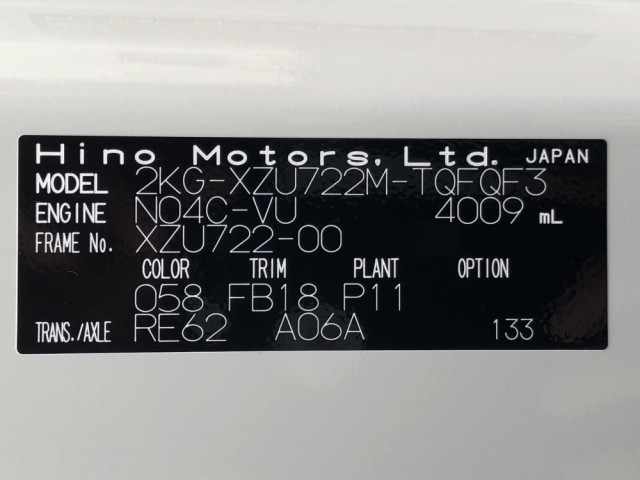 Hino Motors, Ltd. JAPAN
MODEL 2KG-XZU722M-TQFQF3
ENGINE N04C-VU 4009 mL
FRAME No. XZU722-00
COLOR TRIM PLANT OPTION
058 FB18 P11
TRANS./AXLE RE62 A06A 133